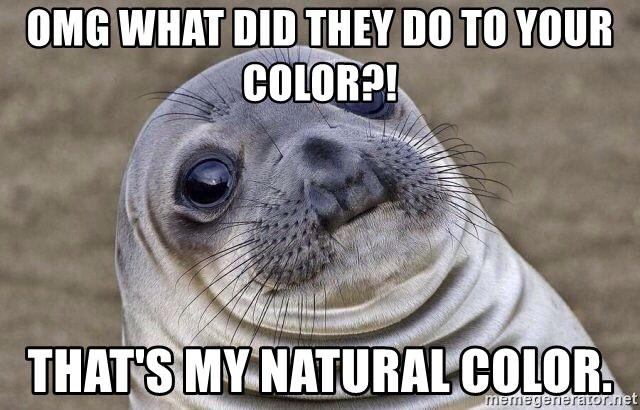 OMG WHAT DID THEY DO TO YOUR
COLOR?!
THAT'S MY NATURAL COLOR.
memegenerator.net